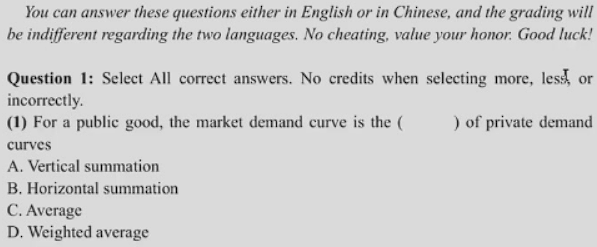 You can answer these questions either in English or in Chinese, and the grading will
be indifferent regarding the two languages. No cheating, value your honor. Good luck!
Question 1: Select All correct answers. No credits when selecting more, less, or
incorrectly.
(1) For a public good, the market demand curve is the ( ) of private demand
curves
A. Vertical summation
B. Horizontal summation
C. Average
D. Weighted average